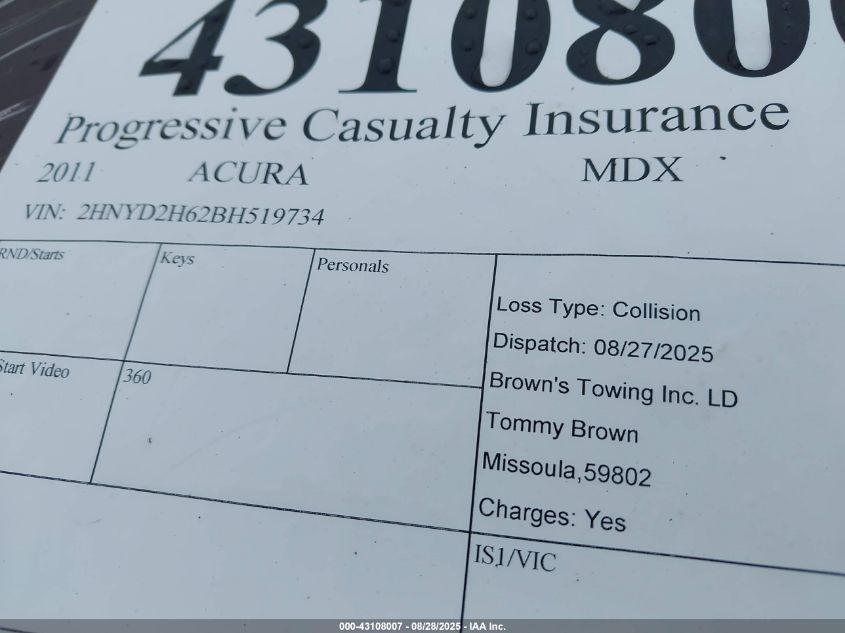 4310800
Progressive Casualty Insurance
2011 ACURA MDX
VIN: 2HNYD2H62BH519734
RND/Starts Keys Personals
Loss Type: Collision
Dispatch: 08/27/2025
Start Video 360
Brown's Towing Inc. LD
Tommy Brown
Missoula,59802
Charges: Yes
IS1/VIC
000-43108007 - 08/28/2025 - IAA Inc.